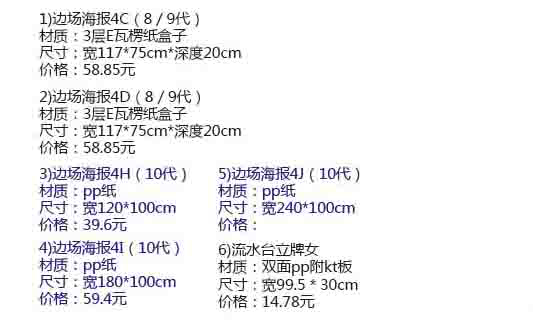 1)边场海报4C（8 / 9代）
材质：3层E瓦楞纸盒子
尺寸；宽117*75cm*深度20cm
价格：58.85元
2)边场海报4D（8 / 9代）
材质：3层E瓦楞纸盒子
尺寸：宽117*75cm*深度20cm
价格：58.85元
3)边场海报4H（10代）
材质：pp纸
尺寸：宽120*100cm
价格：39.6元
4)边场海报4I（10代）
材质：pp纸
尺寸：宽180*100cm
价格：59.4元
5)边场海报4J（10代）
材质：pp纸
尺寸：宽240*100cm
价格：
6)流水台立牌女
材质：双面pp附kt板
尺寸：宽99.5 * 30cm
价格：14.78元